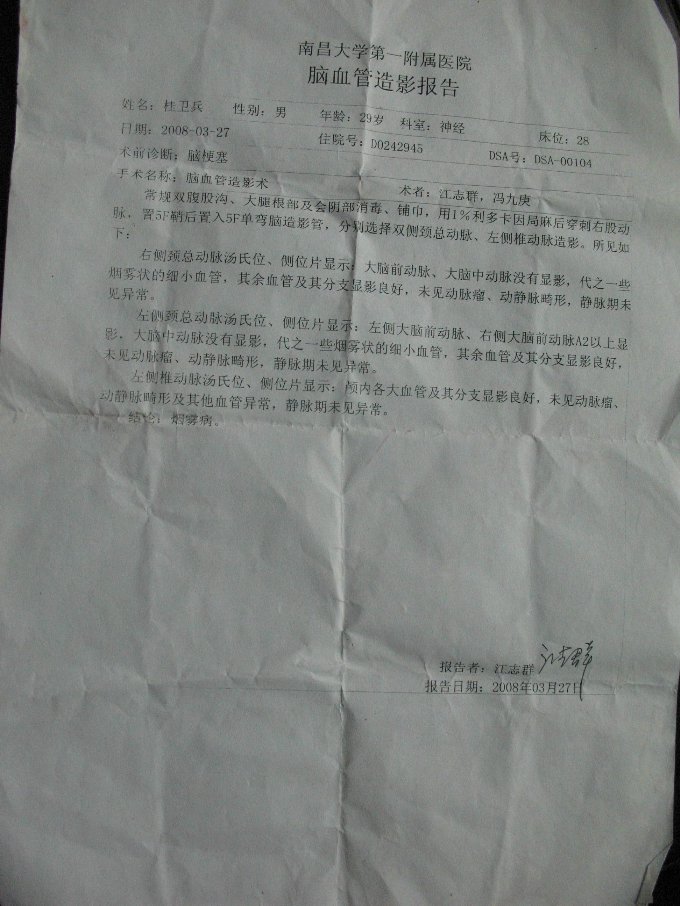 南昌大学第一附属医院
脑血管造影报告
姓名：桂卫兵 性别：男 年龄：29岁 科室：神经 床位：28
日期：2008-03-27 住院号：D0242945 DSA号：DSA-00104
术前诊断：脑梗塞
手术名称：脑血管造影术 术者：江志群，冯九庚
常规双腹股沟、大腿根部及会阴部消毒、铺巾，用1%利多卡因局麻后穿刺右股动
脉，置5F鞘后置入5F单弯脑造影管，分别选择双侧颈总动脉、左侧椎动脉造影。所见如
下：
右侧颈总动脉汤氏位、侧位片显示：大脑前动脉、大脑中动脉没有显影，代之一些
烟雾状的细小血管，其余血管及其分支显影良好，未见动脉瘤、动静脉畸形，静脉期未
见异常。
左侧颈总动脉汤氏位、侧位片显示：左侧大脑前动脉、右侧大脑前动脉A2以上显
影，大脑中动脉没有显影，代之一些烟雾状的细小血管，其余血管及其分支显影良好，
未见动脉瘤、动静脉畸形，静脉期未见异常。
左侧椎动脉汤氏位、侧位片显示：颅内各大血管及其分支显影良好，未见动脉瘤、
动静脉畸形及其他血管异常，静脉期未见异常。
结论：烟雾病。
报告者：江志群 江志群
报告日期：2008年03月27日